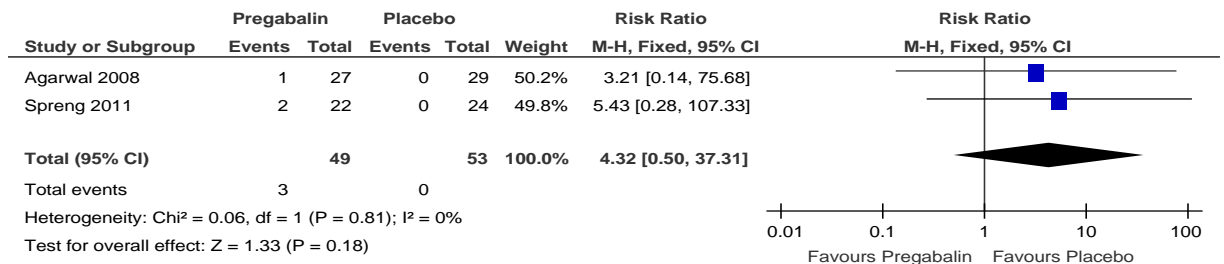 Pregabalin Placebo Risk Ratio Risk Ratio
Study or Subgroup Events Total Events Total Weight M-H, Fixed, 95% CI M-H, Fixed, 95% CI
Agarwal 2008 1 27 0 29 50.2% 3.21 [0.14, 75.68]
Spreng 2011 2 22 0 24 49.8% 5.43 [0.28, 107.33]
Total (95% CI) 49 53 100.0% 4.32 [0.50, 37.31]
Total events 3 0
Heterogeneity: Chi² = 0.06, df = 1 (P = 0.81); I² = 0%
Test for overall effect: Z = 1.33 (P = 0.18)
0.01 0.1 1 10 100
Favours Pregabalin Favours Placebo